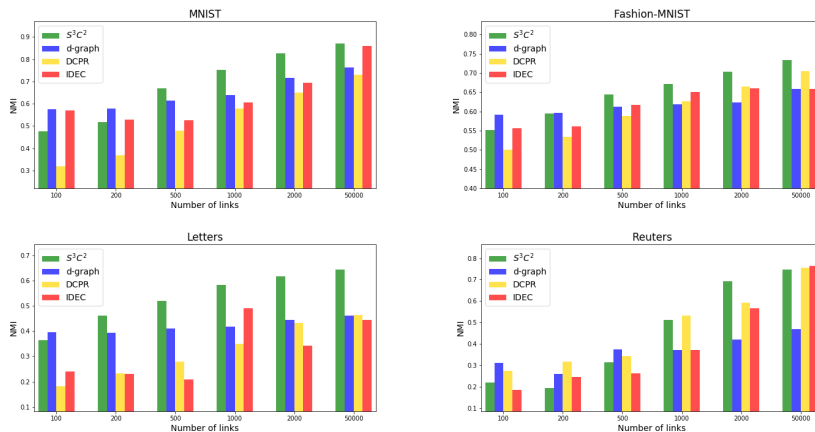 MNIST
0.9
0.8
0.7
0.6
0.5
0.4
0.3
NMI
S³C²
d-graph
DCPR
IDEC
100 200 500 1000 2000 50000
Number of links
Fashion-MNIST
0.80
0.75
0.70
0.65
0.60
0.55
0.50
0.45
0.40
NMI
S³C²
d-graph
DCPR
IDEC
100 200 500 1000 2000 50000
Number of links
Letters
0.7
0.6
0.5
0.4
0.3
0.2
0.1
NMI
S³C²
d-graph
DCPR
IDEC
100 200 500 1000 2000 50000
Number of links
Reuters
0.8
0.7
0.6
0.5
0.4
0.3
0.2
0.1
NMI
S³C²
d-graph
DCPR
IDEC
100 200 500 1000 2000 50000
Number of links